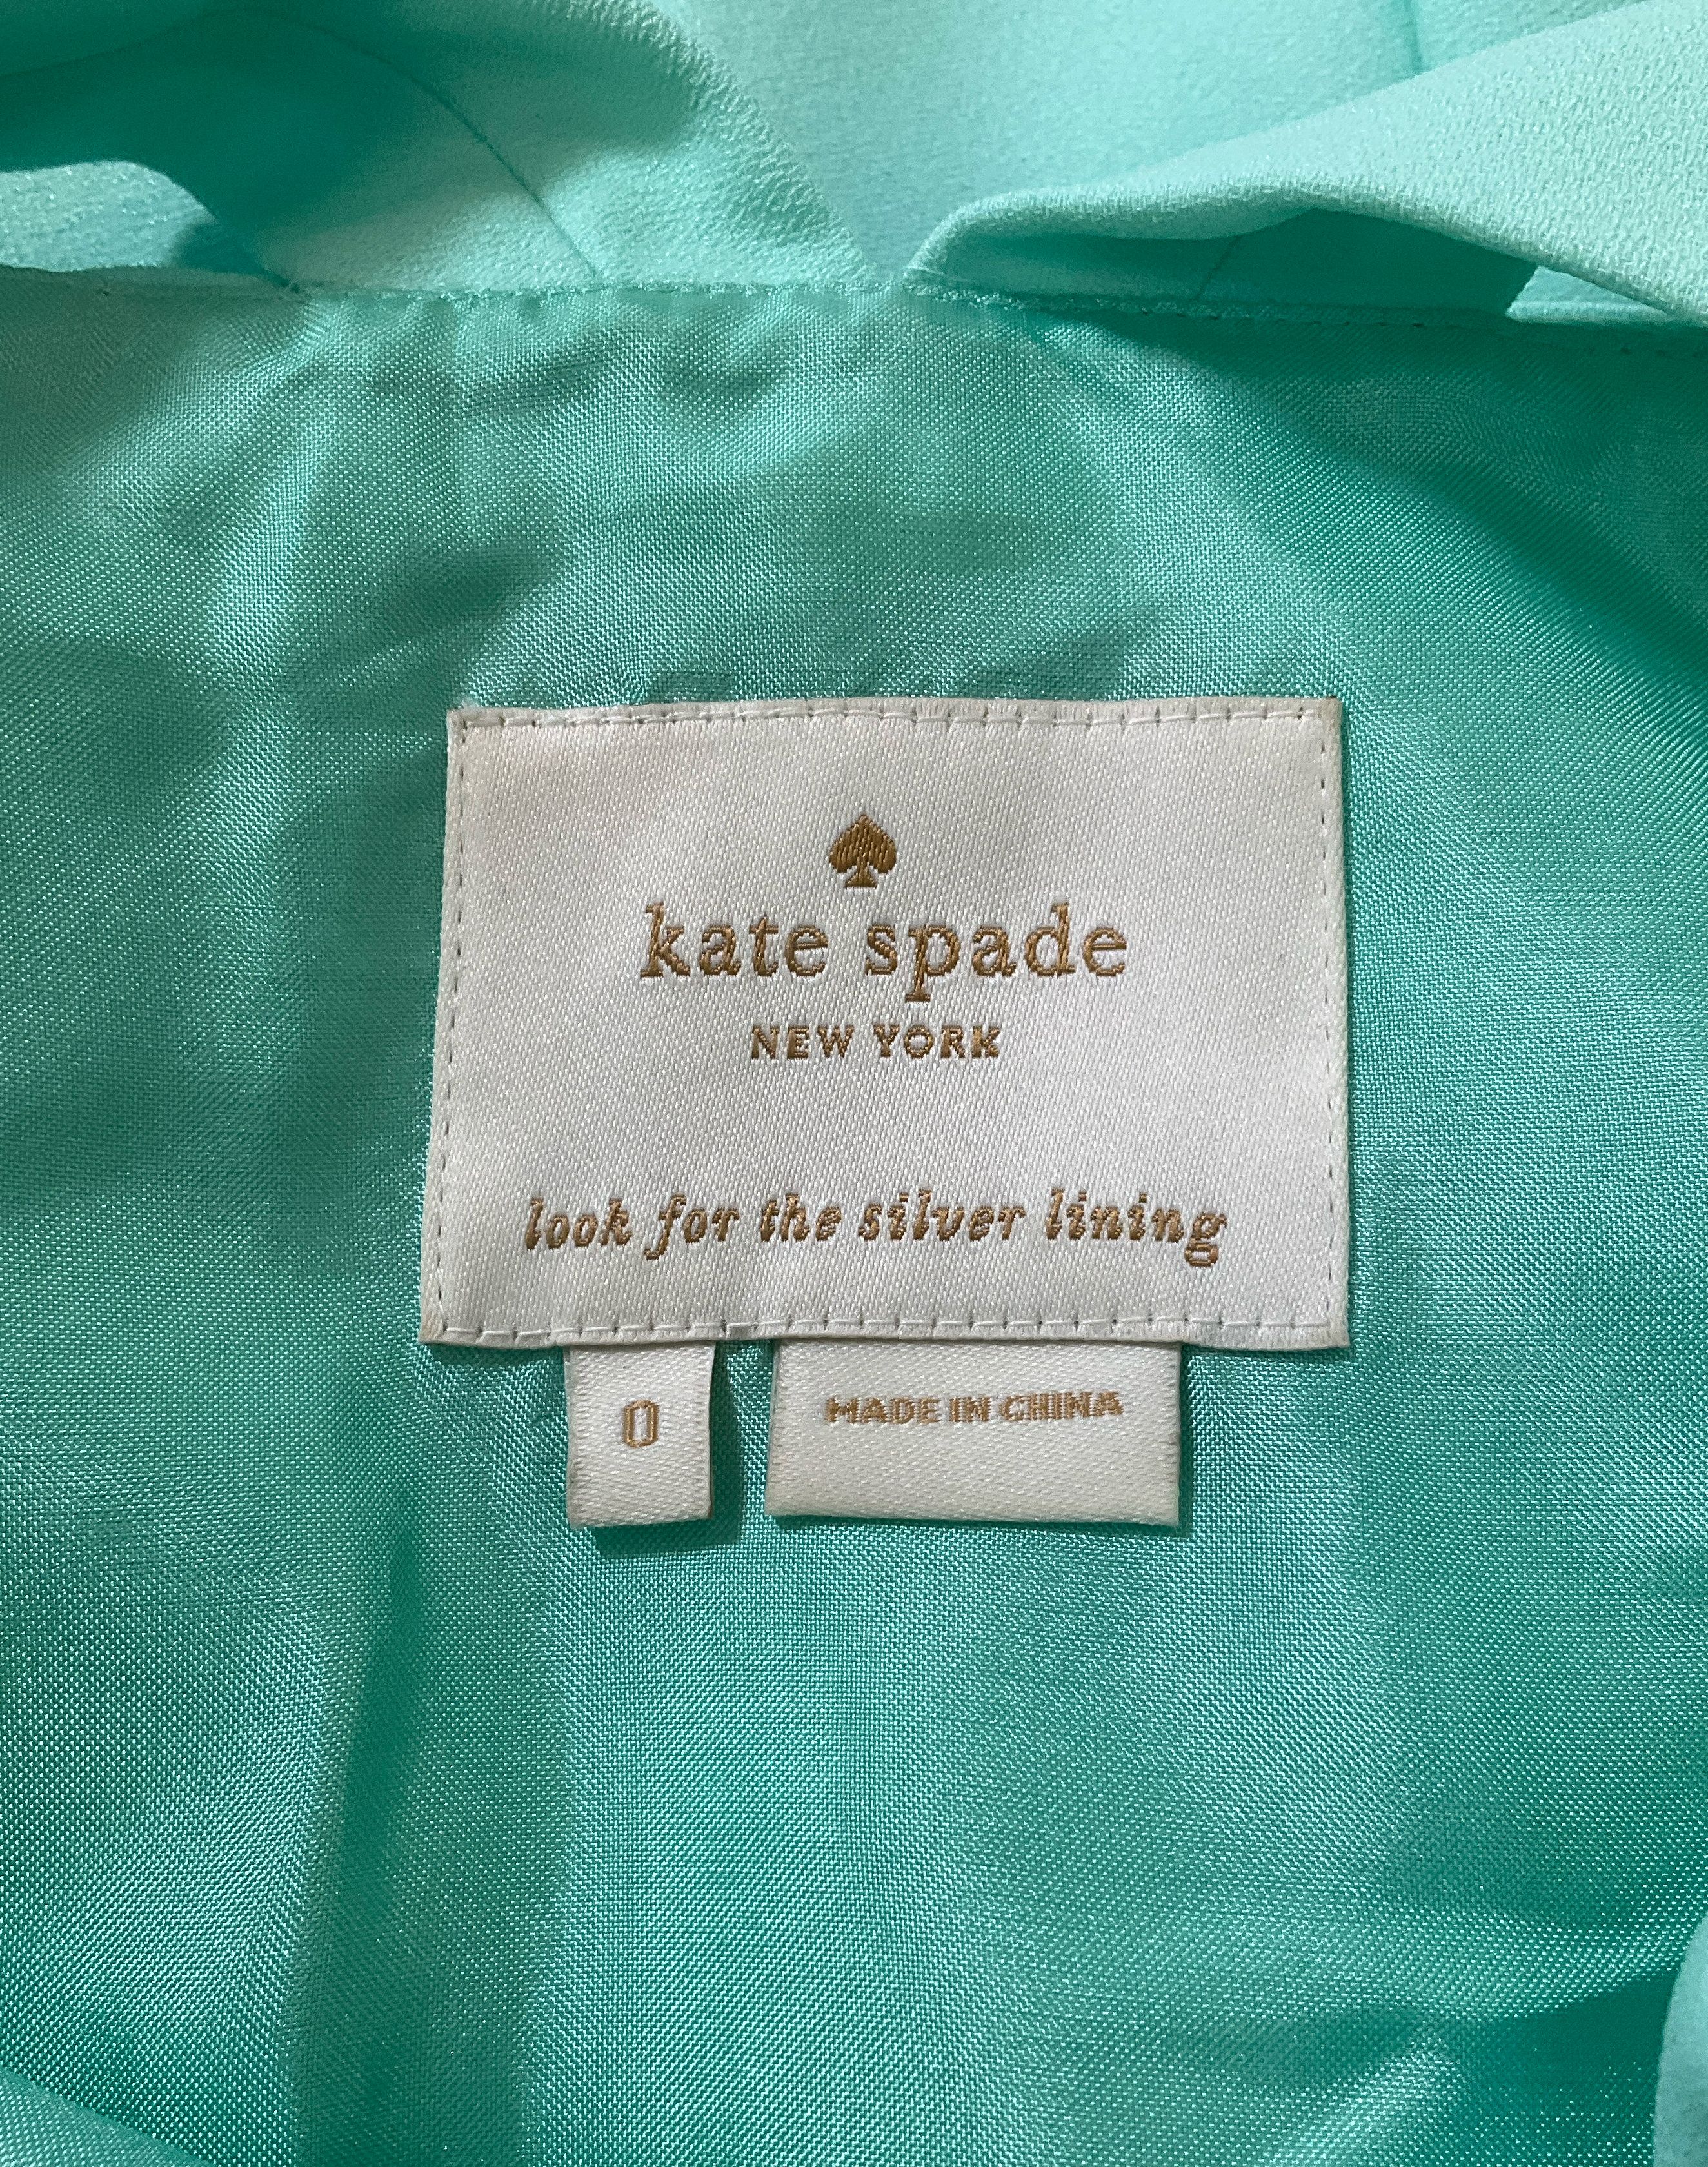 kate spade
NEW YORK
look for the silver lining
0
MADE IN CHINA